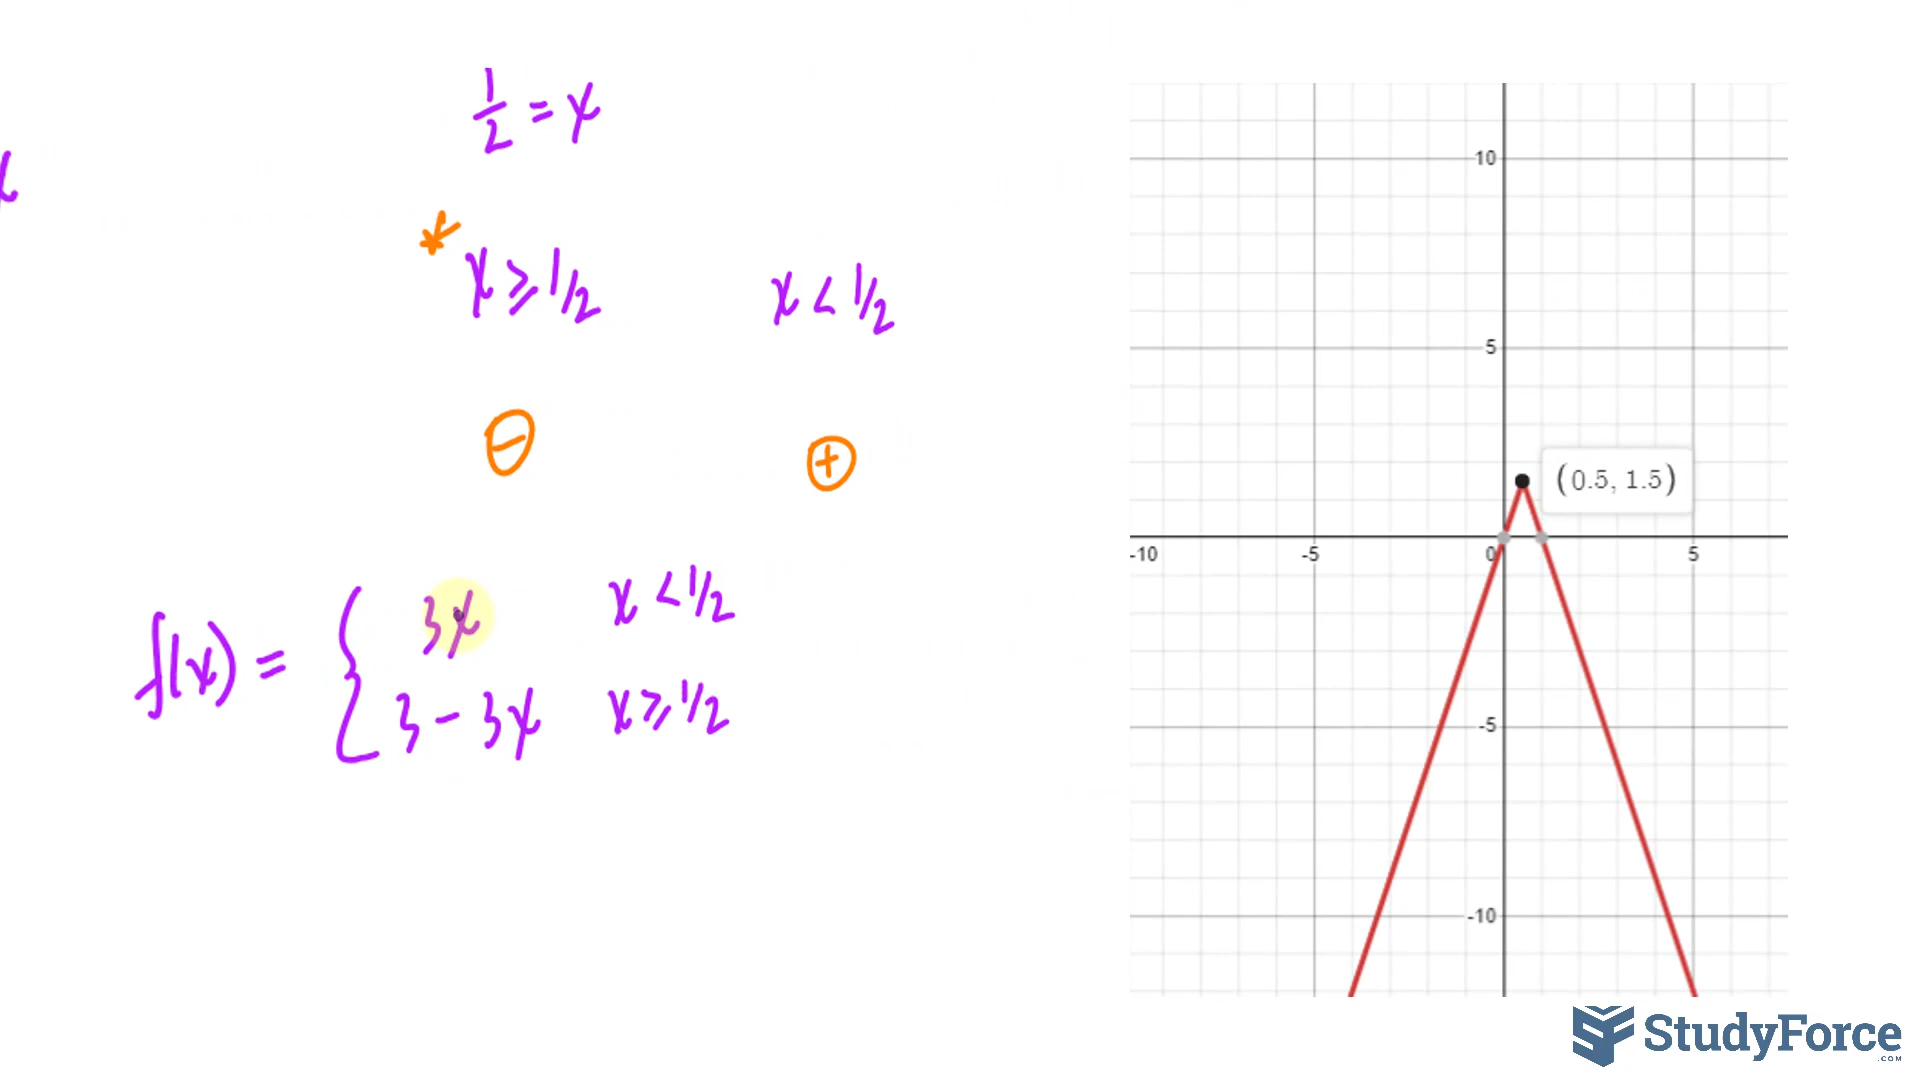 1/2 = x
x
* x ≥ 1/2 x < 1/2
⊖ ⊕
f(x) = { 3x x < 1/2
3 - 3x x ≥ 1/2
10
5
(0.5, 1.5)
-10 -5 0 5
-5
-10
StudyForce
.COM